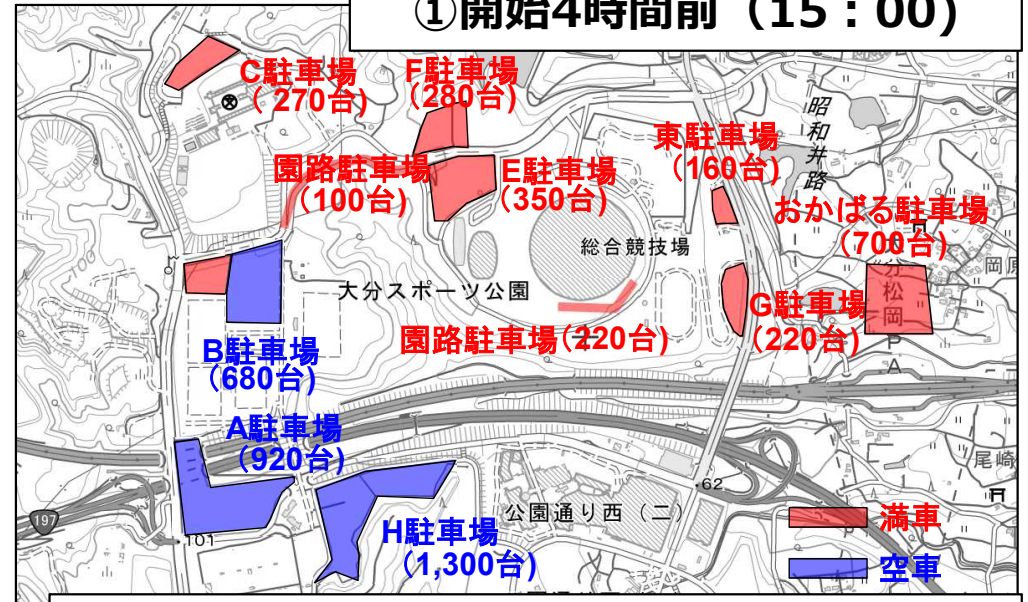 ①開始4時間前（15：00）
C駐車場
（ 270台)
F駐車場
(280台)
園路駐車場
(100台)
E駐車場
(350台)
東駐車場
(160台)
昭和井路
おかばる駐車場
(700台)
総合競技場
大分スポーツ公園
岡原
松岡PA
G駐車場
(220台)
園路駐車場(220台)
B駐車場
(680台)
A駐車場
(920台)
H駐車場
(1,300台)
公園通り西（二）
尾崎
62
197
101
満車
空車